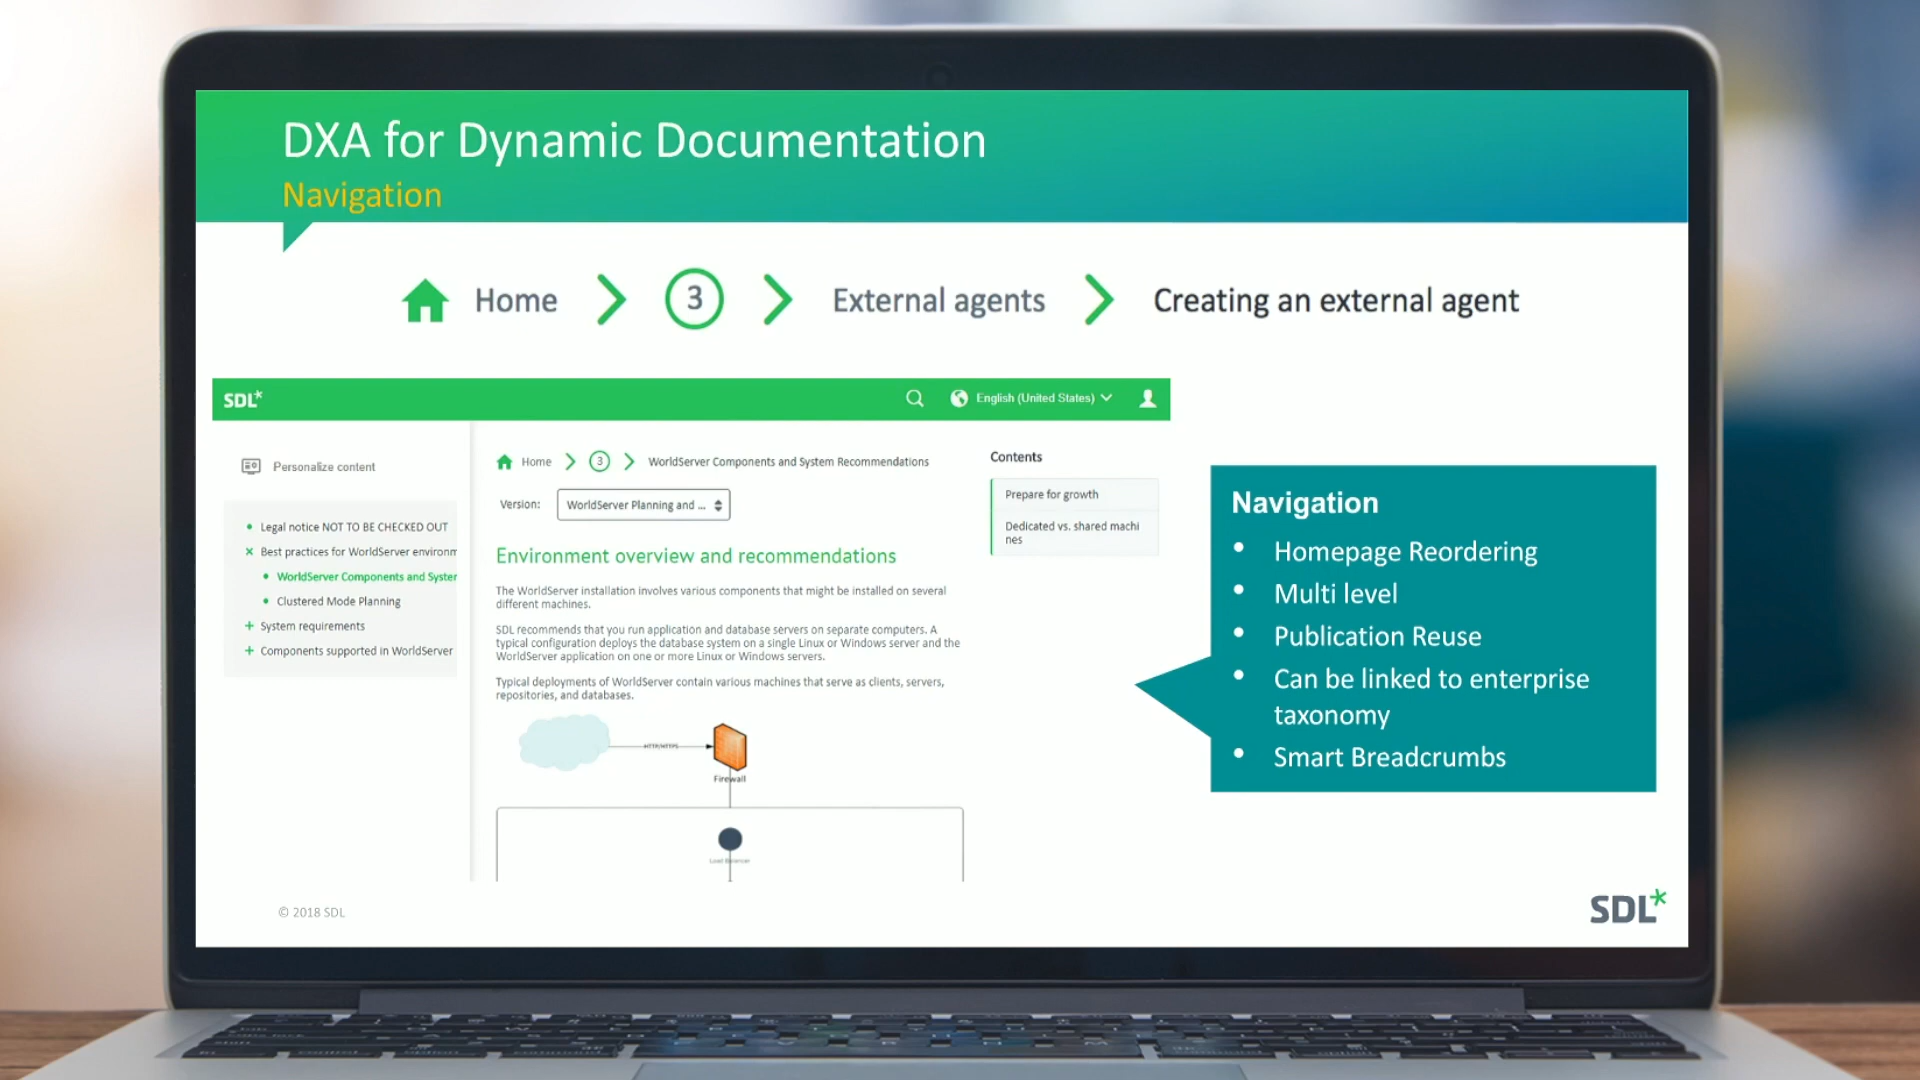 DXA for Dynamic Documentation
Navigation
Home
3
External agents
Creating an external agent
SDL*
English (United States)
Personalize content
Legal notice NOT TO BE CHECKED OUT
Best practices for WorldServer environm
WorldServer Components and System
Clustered Mode Planning
System requirements
Components supported in WorldServer
Home
3
WorldServer Components and System Recommendations
Version:
WorldServer Planning and ...
Environment overview and recommendations
The WorldServer installation involves various components that might be installed on several
different machines.
SDL recommends that you run application and database servers on separate computers. A
typical configuration deploys the database system on a single Linux or Windows server and the
WorldServer application on one or more Linux or Windows servers.
Typical deployments of WorldServer contain various machines that serve as clients, servers,
repositories, and databases.
HTTP/HTTPS
Firewall
Load Balancer
Contents
Prepare for growth
Dedicated vs. shared machi
nes
Navigation
• Homepage Reordering
• Multi level
• Publication Reuse
• Can be linked to enterprise
taxonomy
• Smart Breadcrumbs
© 2018 SDL
SDL*